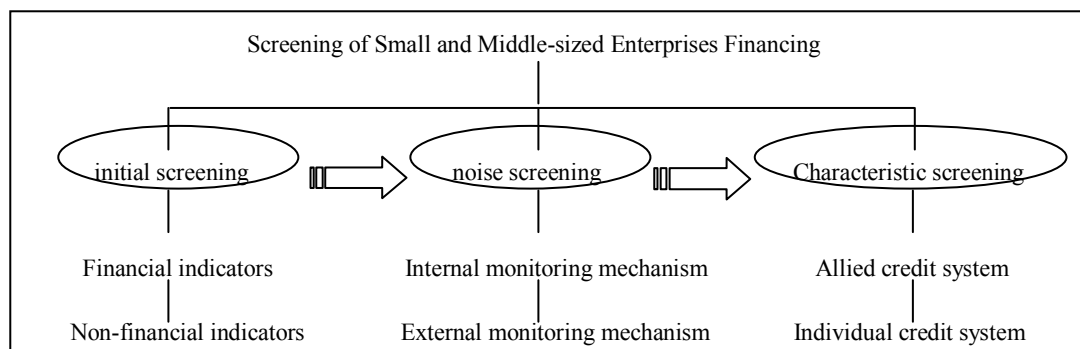 Screening of Small and Middle-sized Enterprises Financing
initial screening
noise screening
Characteristic screening
Financial indicators
Internal monitoring mechanism
Allied credit system
Non-financial indicators
External monitoring mechanism
Individual credit system